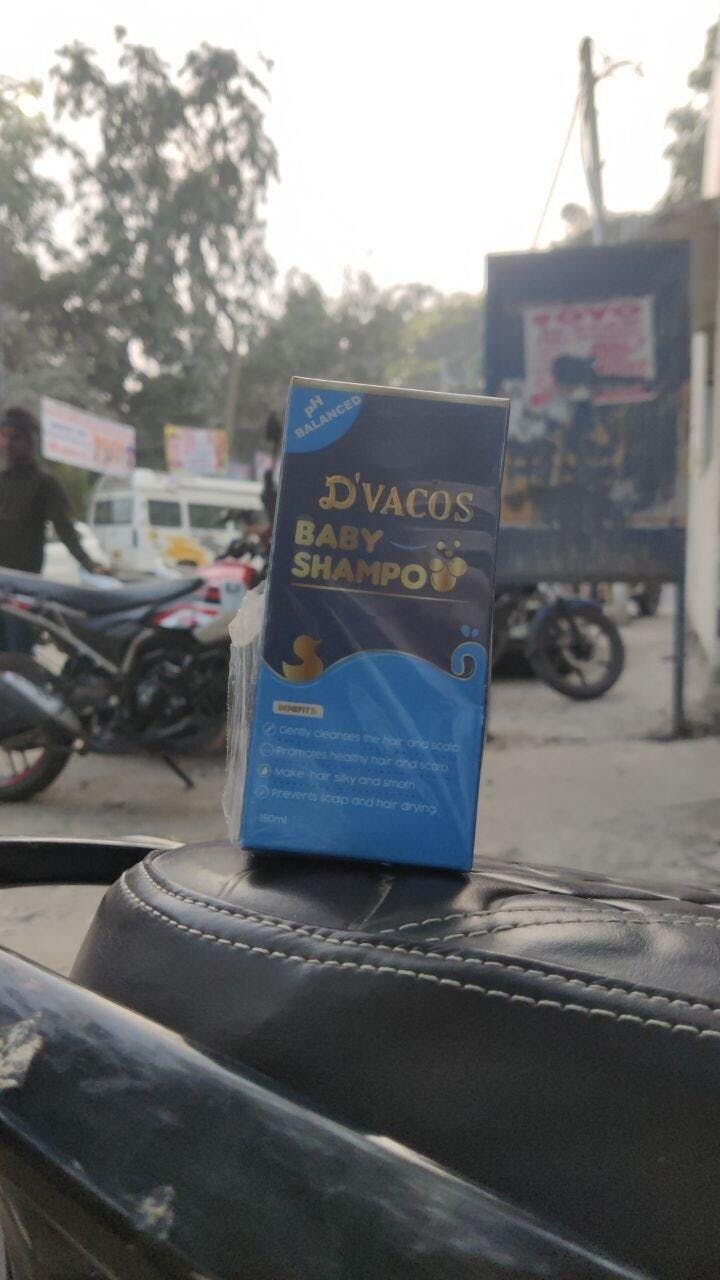 pH
BALANCED
D'VACOS
BABY
SHAMPOO
BENEFITS:
Gently cleanses the hair and scalp
Promotes healthy hair and scalp
Make hair silky and smoth
Prevents scalp and hair drying
150ml